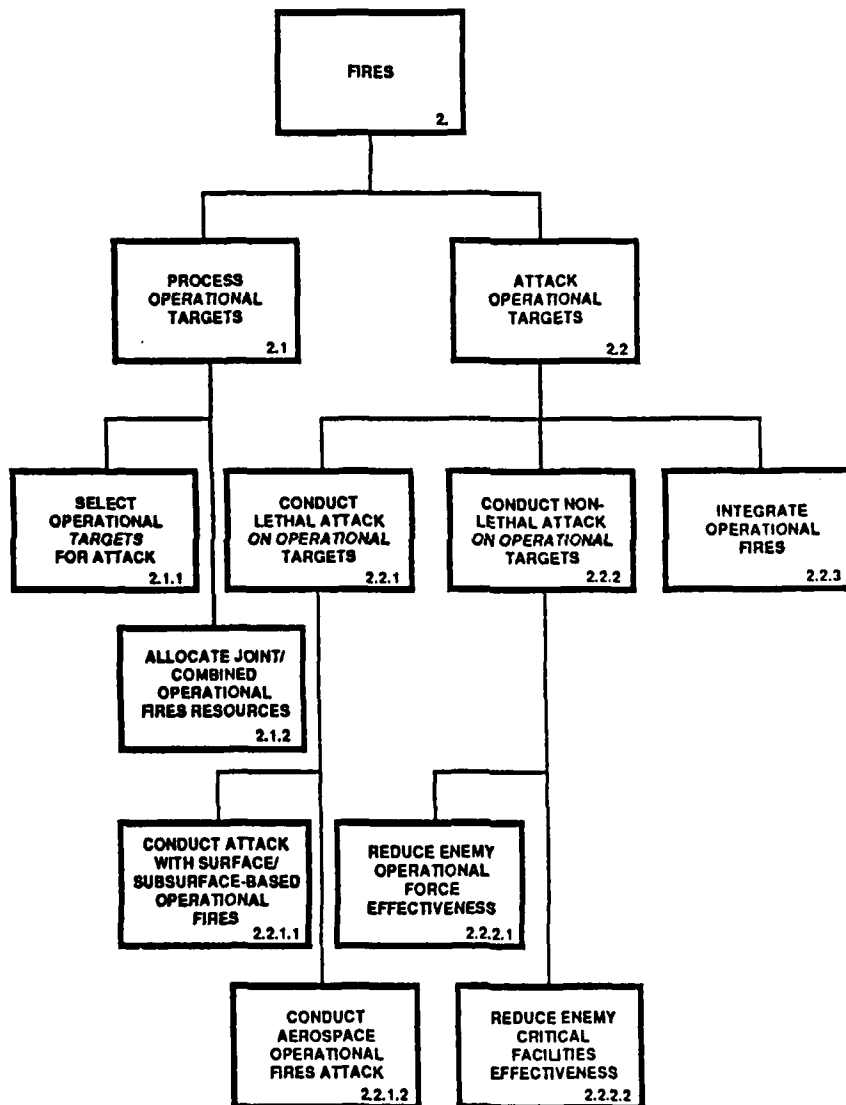 FIRES
2.
PROCESS
OPERATIONAL
TARGETS
2.1
ATTACK
OPERATIONAL
TARGETS
2.2
SELECT
OPERATIONAL
TARGETS
FOR ATTACK
2.1.1
CONDUCT
LETHAL ATTACK
ON OPERATIONAL
TARGETS
2.2.1
CONDUCT NON-
LETHAL ATTACK
ON OPERATIONAL
TARGETS
2.2.2
INTEGRATE
OPERATIONAL
FIRES
2.2.3
ALLOCATE JOINT/
COMBINED
OPERATIONAL
FIRES RESOURCES
2.1.2
CONDUCT ATTACK
WITH SURFACE/
SUBSURFACE-BASED
OPERATIONAL
FIRES
2.2.1.1
REDUCE ENEMY
OPERATIONAL
FORCE
EFFECTIVENESS
2.2.2.1
CONDUCT
AEROSPACE
OPERATIONAL
FIRES ATTACK
2.2.1.2
REDUCE ENEMY
CRITICAL
FACILITIES
EFFECTIVENESS
2.2.2.2